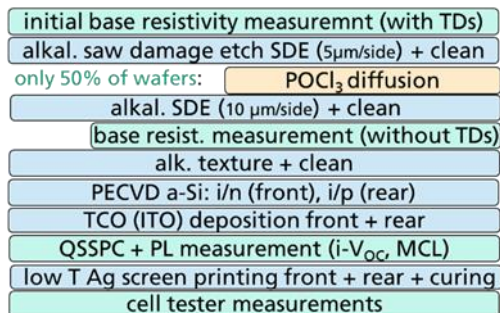 initial base resistivity measuremnt (with TDs)
alkal. saw damage etch SDE (5µm/side) + clean
only 50% of wafers: POCl₃ diffusion
alkal. SDE (10 µm/side) + clean
base resist. measurement (without TDs)
alk. texture + clean
PECVD a-Si: i/n (front), i/p (rear)
TCO (ITO) deposition front + rear
QSSPC + PL measurement (i-V_OC, MCL)
low T Ag screen printing front + rear + curing
cell tester measurements